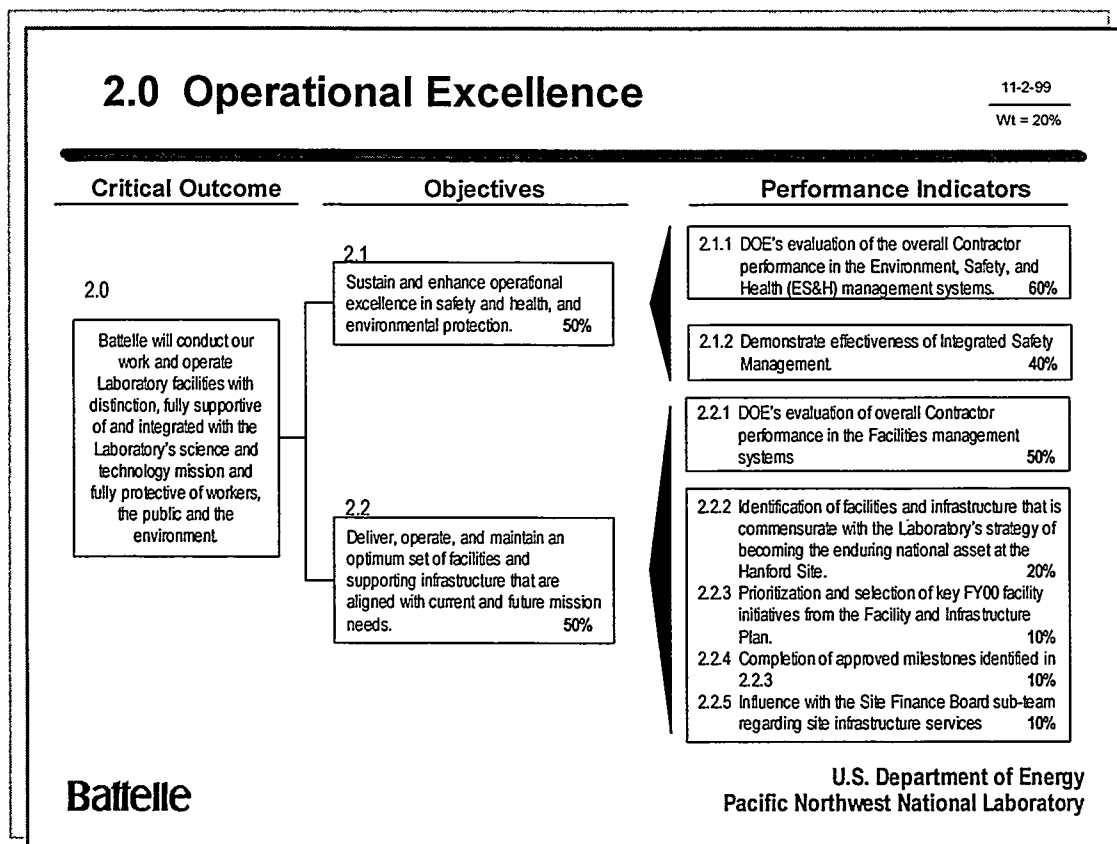 2.0 Operational Excellence
11-2-99
Wt = 20%
Critical Outcome
Objectives
Performance Indicators
2.0
Battelle will conduct our
work and operate
Laboratory facilities with
distinction, fully supportive
of and integrated with the
Laboratory's science and
technology mission and
fully protective of workers,
the public and the
environment.
2.1
Sustain and enhance operational
excellence in safety and health, and
environmental protection. 50%
2.2
Deliver, operate, and maintain an
optimum set of facilities and
supporting infrastructure that are
aligned with current and future mission
needs. 50%
2.1.1 DOE's evaluation of the overall Contractor
performance in the Environment, Safety, and
Health (ES&H) management systems. 60%
2.1.2 Demonstrate effectiveness of Integrated Safety
Management. 40%
2.2.1 DOE's evaluation of overall Contractor
performance in the Facilities management
systems 50%
2.2.2 Identification of facilities and infrastructure that is
commensurate with the Laboratory's strategy of
becoming the enduring national asset at the
Hanford Site. 20%
2.2.3 Prioritization and selection of key FY00 facility
initiatives from the Facility and Infrastructure
Plan. 10%
2.2.4 Completion of approved milestones identified in
2.2.3 10%
2.2.5 Influence with the Site Finance Board sub-team
regarding site infrastructure services 10%
Battelle
U.S. Department of Energy
Pacific Northwest National Laboratory